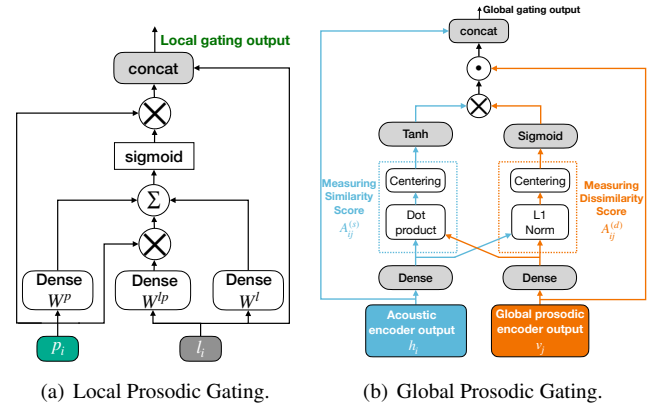 Local gating output
concat
sigmoid
Σ
Dense
W^p
Dense
W^{lp}
Dense
W^l
p_i
l_i
(a) Local Prosodic Gating.
Global gating output
concat
Tanh
Sigmoid
Measuring
Similarity
Score
A_{ij}^{(s)}
Centering
Dot
product
Centering
L1
Norm
Measuring
Dissimilarity
Score
A_{ij}^{(d)}
Dense
Dense
Acoustic
encoder output
h_i
Global prosodic
encoder output
v_j
(b) Global Prosodic Gating.